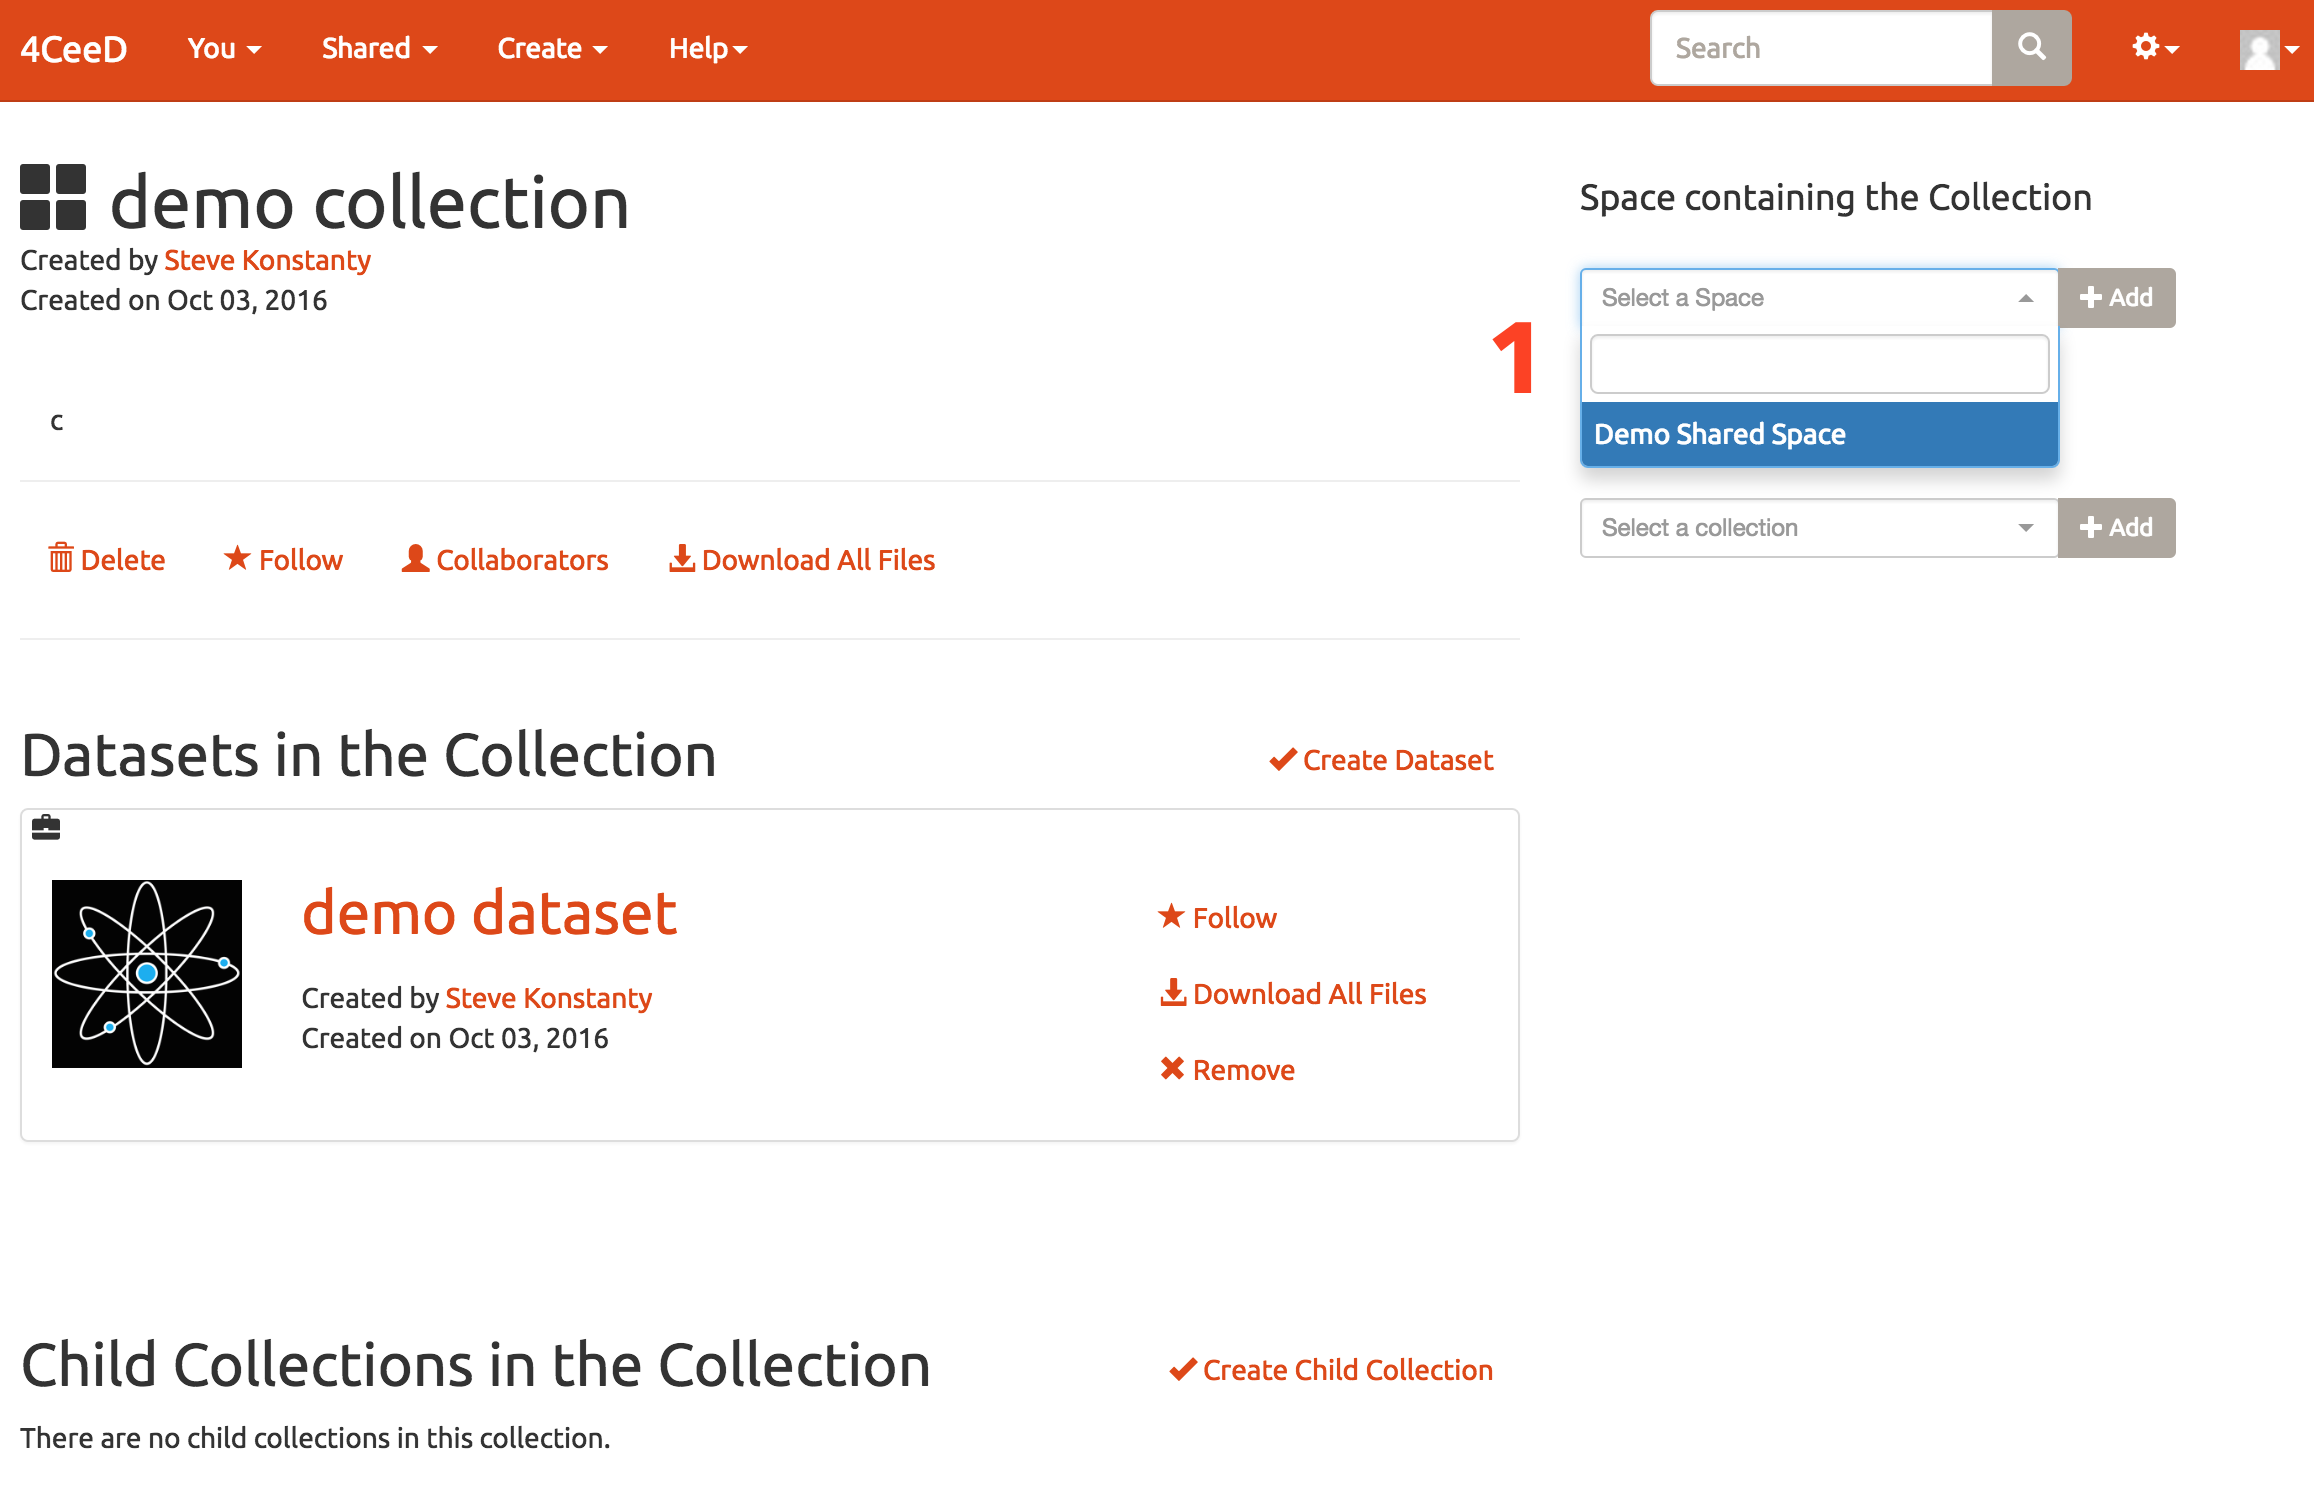 4CeeD You Shared Create Help Search
demo collection
Created by Steve Konstanty
Created on Oct 03, 2016
c
Delete Follow Collaborators Download All Files
Space containing the Collection
Select a Space Add
1
Demo Shared Space
Select a collection Add
Datasets in the Collection Create Dataset
demo dataset
Created by Steve Konstanty
Created on Oct 03, 2016
Follow
Download All Files
Remove
Child Collections in the Collection Create Child Collection
There are no child collections in this collection.